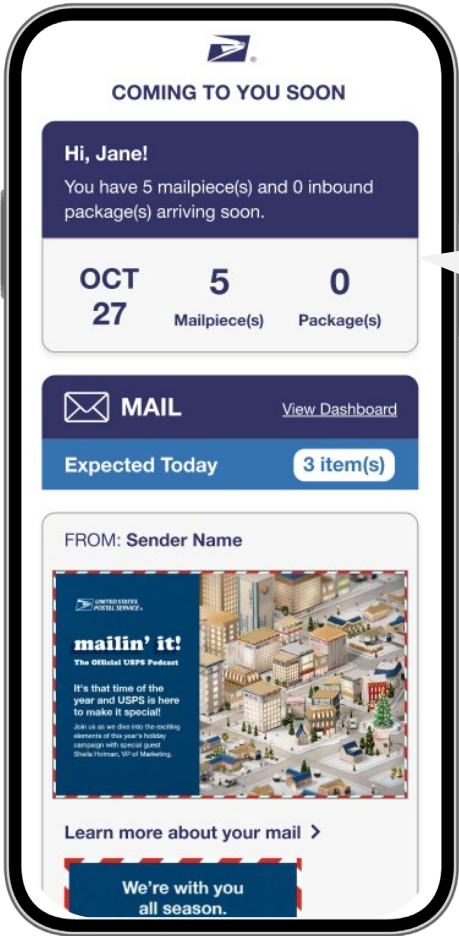 COMING TO YOU SOON
Hi, Jane!
You have 5 mailpiece(s) and 0 inbound
package(s) arriving soon.
OCT
27
5
Mailpiece(s)
0
Package(s)
MAIL
View Dashboard
Expected Today
3 item(s)
FROM: Sender Name
UNITED STATES
POSTAL SERVICE®
mailin' it!
The Official USPS Podcast
It's that time of the
year and USPS is here
to make it special!
Join us as we dive into the exciting
elements of this year's holiday
campaign with special guest
Sheila Holman, VP of Marketing.
Learn more about your mail
We're with you
all season.